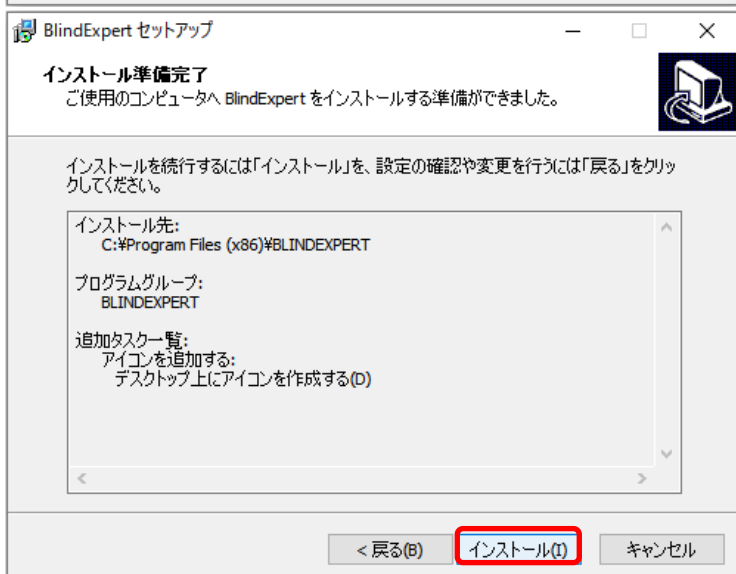 BlindExpert セットアップ
インストール準備完了
ご使用のコンピュータへ BlindExpert をインストールする準備ができました。
インストールを続行するには「インストール」を、設定の確認や変更を行うには「戻る」をクリッ
クしてください。
インストール先:
C:¥Program Files (x86)¥BLINDEXPERT
プログラムグループ:
BLINDEXPERT
追加タスク一覧:
アイコンを追加する:
デスクトップ上にアイコンを作成する(D)
< 戻る(B)
インストール(I)
キャンセル